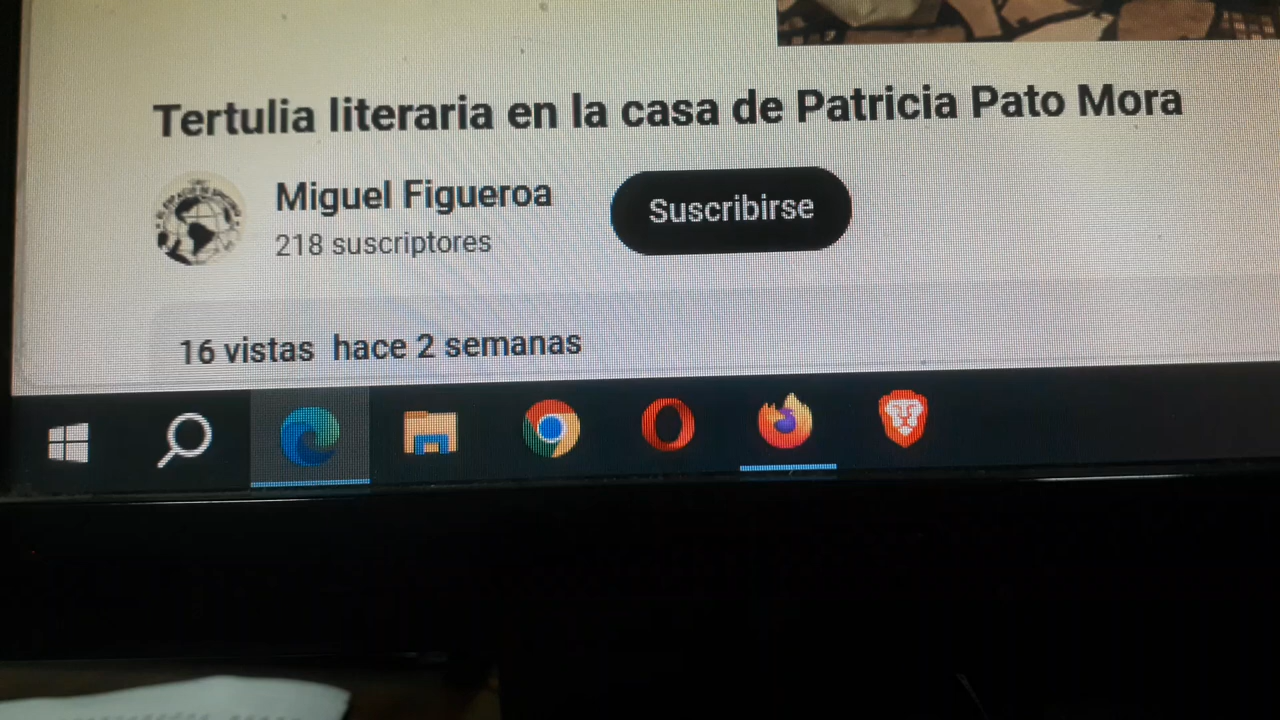 Tertulia literaria en la casa de Patricia Pato Mora
Miguel Figueroa
Suscribirse
218 suscriptores
16 vistas hace 2 semanas